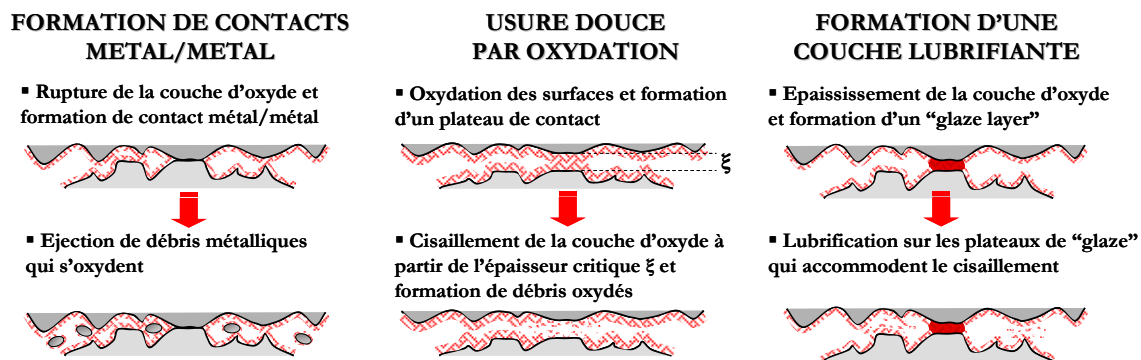 FORMATION DE CONTACTS
METAL/METAL
▪ Rupture de la couche d’oxyde et
formation de contact métal/métal
▪ Ejection de débris métalliques
qui s’oxydent
USURE DOUCE
PAR OXYDATION
▪ Oxydation des surfaces et formation
d’un plateau de contact
ξ
▪ Cisaillement de la couche d’oxyde à
partir de l’épaisseur critique ξ et
formation de débris oxydés
FORMATION D’UNE
COUCHE LUBRIFIANTE
▪ Epaississement de la couche d’oxyde
et formation d’un “glaze layer”
▪ Lubrification sur les plateaux de “glaze”
qui accommodent le cisaillement